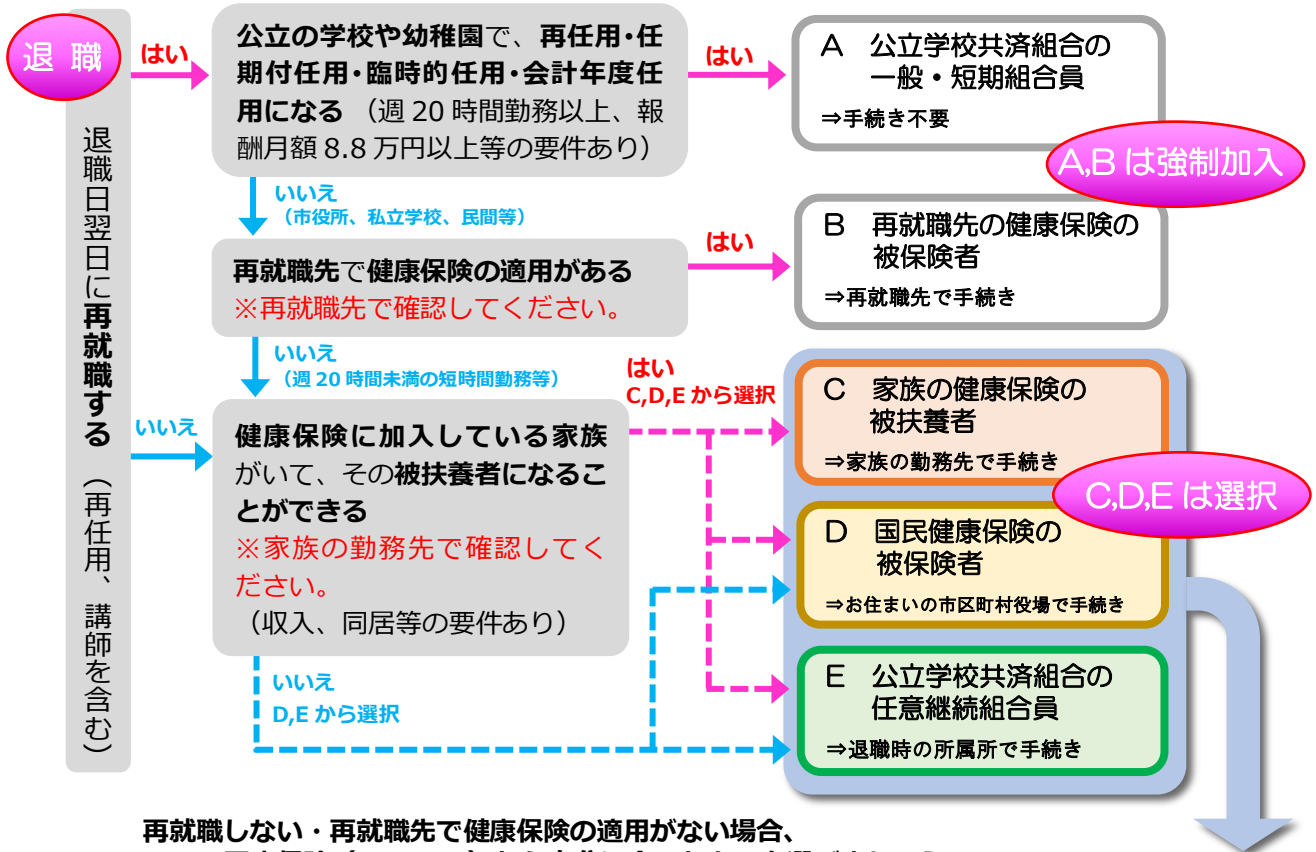 退 職
はい
公立の学校や幼稚園で、再任用・任
期付任用・臨時的任用・会計年度任
用になる （週 20 時間勤務以上、報
酬月額 8.8 万円以上等の要件あり）
はい
A 公立学校共済組合の
一般・短期組合員
⇒手続き不要
A,B は強制加入
退職日翌日に再就職する （再任用、講師を含む）
いいえ
（市役所、私立学校、民間等）
再就職先で健康保険の適用がある
※再就職先で確認してください。
はい
B 再就職先の健康保険の
被保険者
⇒再就職先で手続き
いいえ
（週 20 時間未満の短時間勤務等）
いいえ
健康保険に加入している家族
がいて、その被扶養者になるこ
とができる
※家族の勤務先で確認してく
ださい。
（収入、同居等の要件あり）
はい
C,D,E から選択
C 家族の健康保険の
被扶養者
⇒家族の勤務先で手続き
C,D,E は選択
D 国民健康保険の
被保険者
⇒お住まいの市区町村役場で手続き
いいえ
D,E から選択
E 公立学校共済組合の
任意継続組合員
⇒退職時の所属所で手続き
再就職しない・再就職先で健康保険の適用がない場合、